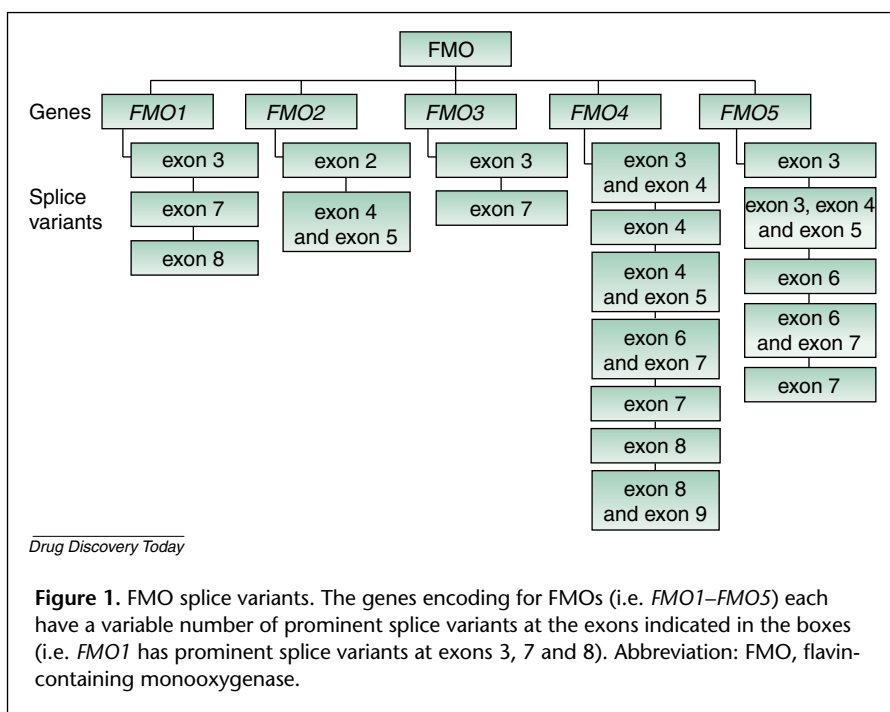 FMO
Genes
FMO1
FMO2
FMO3
FMO4
FMO5
Splice
variants
exon 3
exon 7
exon 8
exon 2
exon 4
and exon 5
exon 3
exon 7
exon 3
and exon 4
exon 4
exon 4
and exon 5
exon 6
and exon 7
exon 7
exon 8
exon 8
and exon 9
exon 3
exon 3, exon 4
and exon 5
exon 6
exon 6
and exon 7
exon 7
Drug Discovery Today
Figure 1. FMO splice variants. The genes encoding for FMOs (i.e. FMO1–FMO5) each
have a variable number of prominent splice variants at the exons indicated in the boxes
(i.e. FMO1 has prominent splice variants at exons 3, 7 and 8). Abbreviation: FMO, flavin-
containing monooxygenase.